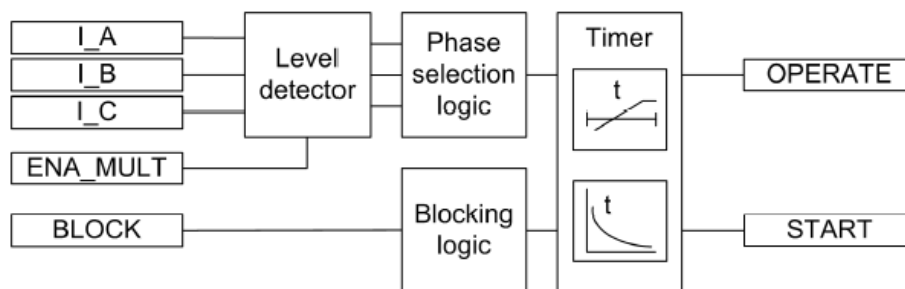 I_A
I_B
I_C
ENA_MULT
BLOCK
Level
detector
Phase
selection
logic
Blocking
logic
Timer
t
t
OPERATE
START